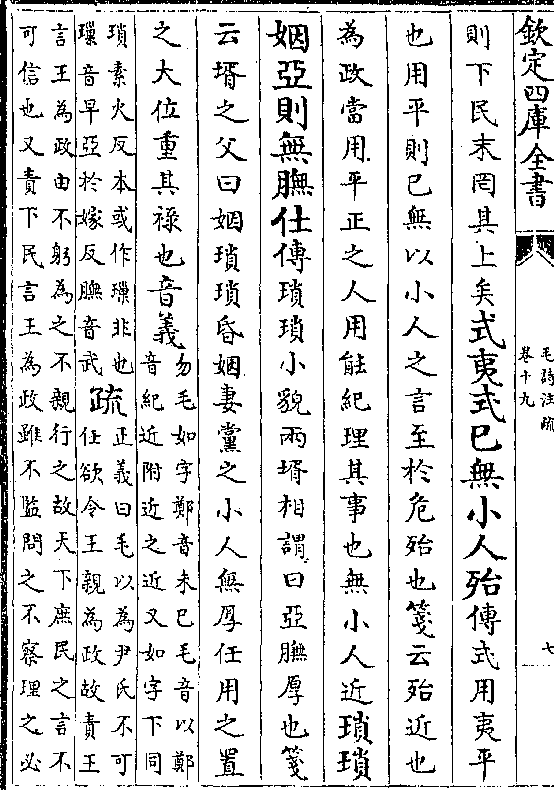 欽定四庫全書
毛詩注疏
卷十九
七
則下民末罔其上矣式夷式已無小人殆傳式用夷平
也用平則已無以小人之言至於危殆也箋云殆近也
為政當用平正之人用能紀理其事也無小人近瑣瑣
姻亞則無膴仕傳瑣瑣小貌兩壻相謂曰亞膴厚也箋
云壻之父曰姻瑣瑣昏姻妻黨之小人無厚任用之置
之大位重其祿也音義
勿毛如字鄭音末已毛音以鄭
音紀近附近之近又如字下同
瑣素火反本或作璅非也
璅音早亞於嫁反膴音武
疏
正義曰毛以為尹氏不可
任欲令王親為政故責王
言王為政由不躬為之不親行之故天下庶民之言不
可信也又責下民言王為政雖不監問之不察理之必